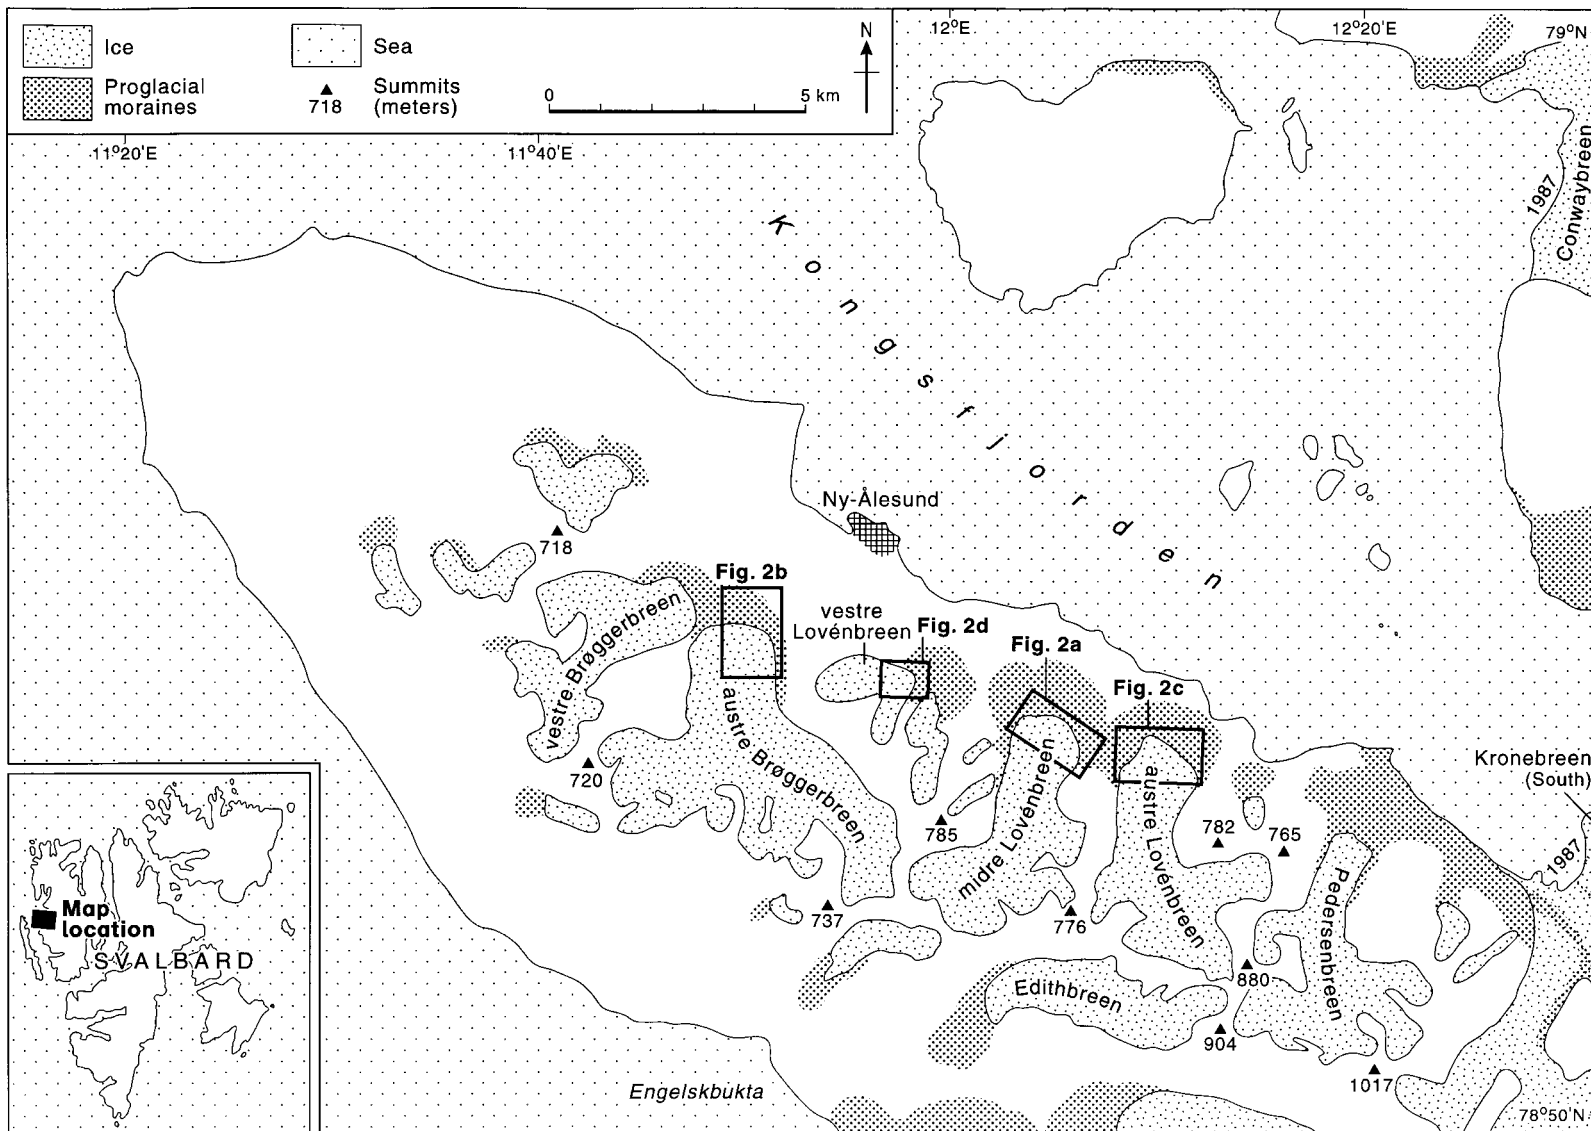 Ice
Sea
Proglacial
moraines
718
Summits
(meters)
0
5 km
N
12°E
12°20'E
79°N
11°20'E
11°40'E
1987
Conwaybreen
Kongsfjorden
Ny-Ålesund
718
Fig. 2b
vestre
Lovénbreen
Fig. 2d
Fig. 2a
Fig. 2c
vestre Brøggerbreen
austre Brøggerbreen
720
785
midre Lovénbreen
austre Lovénbreen
782
765
Kronebreen
(South)
1987
Pedersenbreen
737
776
880
Edithbreen
904
1017
Engelskbukta
78°50'N
Map
location
SVALBARD